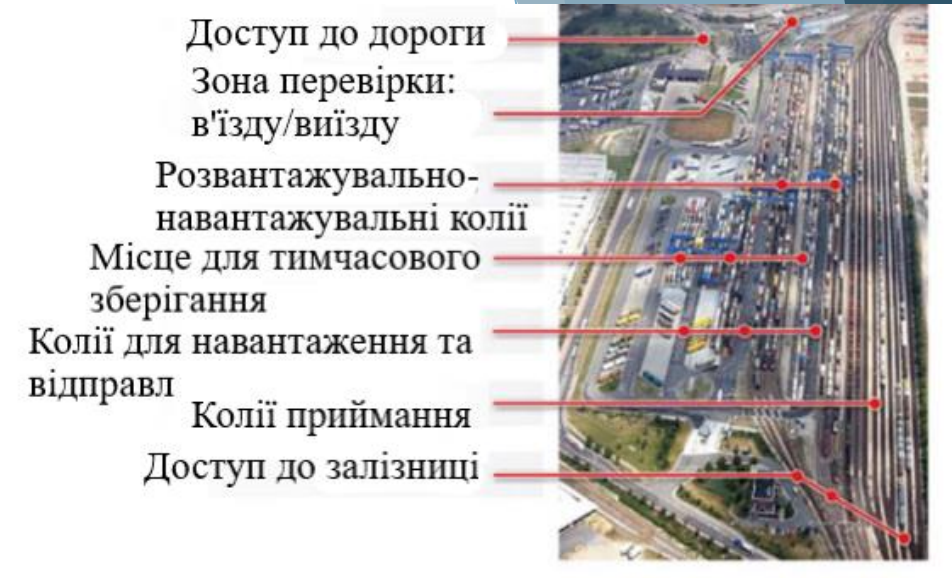 Доступ до дороги
Зона перевірки:
в'їзду/виїзду
Розвантажувально-
навантажувальні колії
Місце для тимчасового
зберігання
Колії для навантаження та
відправл
Колії приймання
Доступ до залізниці